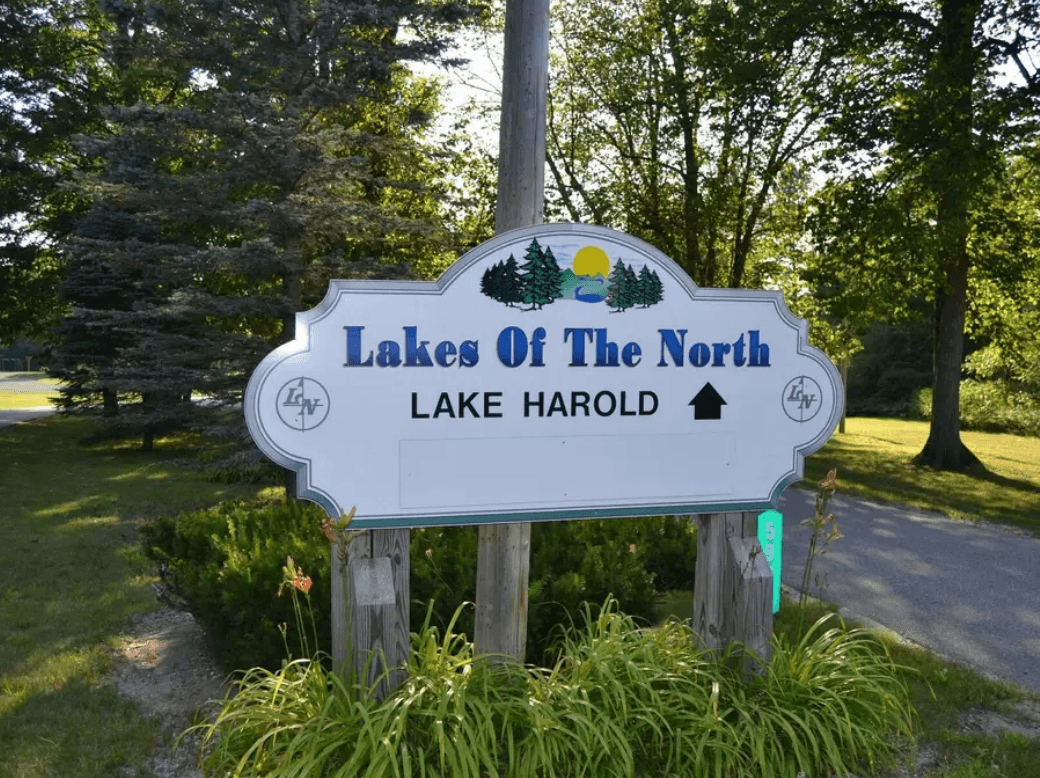 Lakes Of The North
LAKE HAROLD
LN
LN